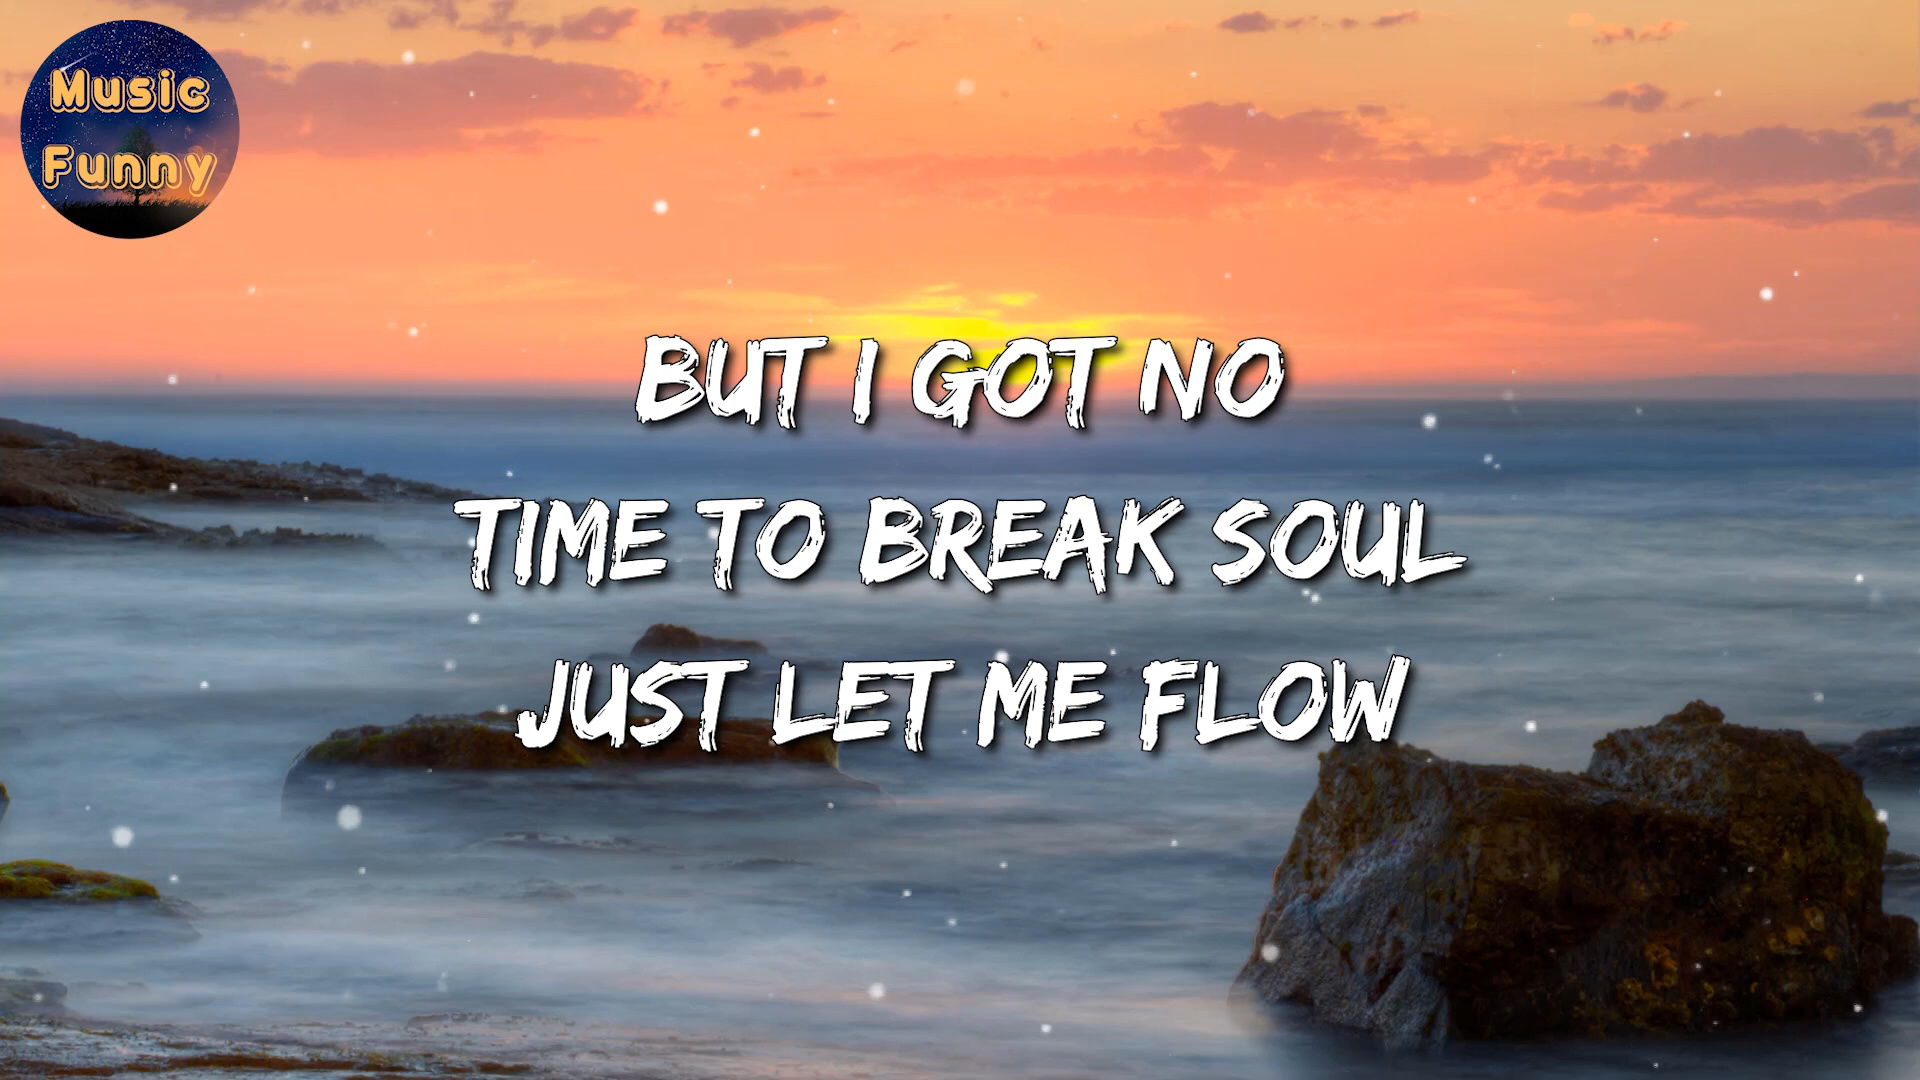 Music
Funny
BUT I GOT NO
TIME TO BREAK SOUL
JUST LET ME FLOW